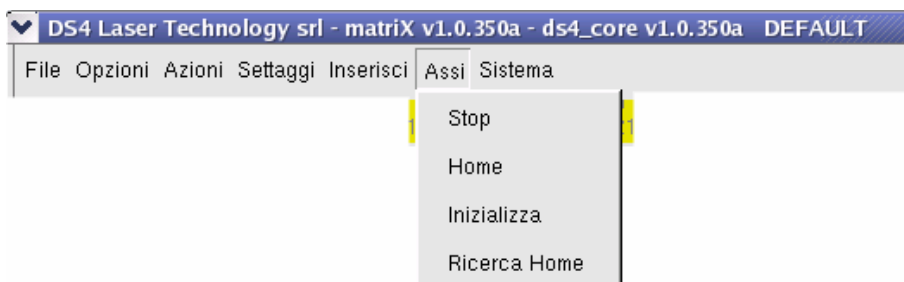 DS4 Laser Technology srl - matriX v1.0.350a - ds4_core v1.0.350a DEFAULT
File Opzioni Azioni Settaggi Inserisci Assi Sistema
Stop
Home
Inizializza
Ricerca Home